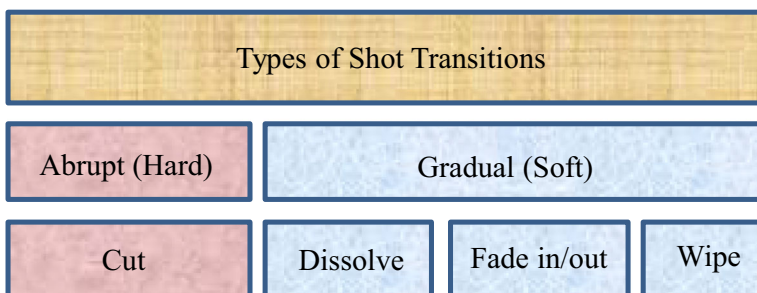 Types of Shot Transitions
Abrupt (Hard)
Gradual (Soft)
Cut
Dissolve
Fade in/out
Wipe